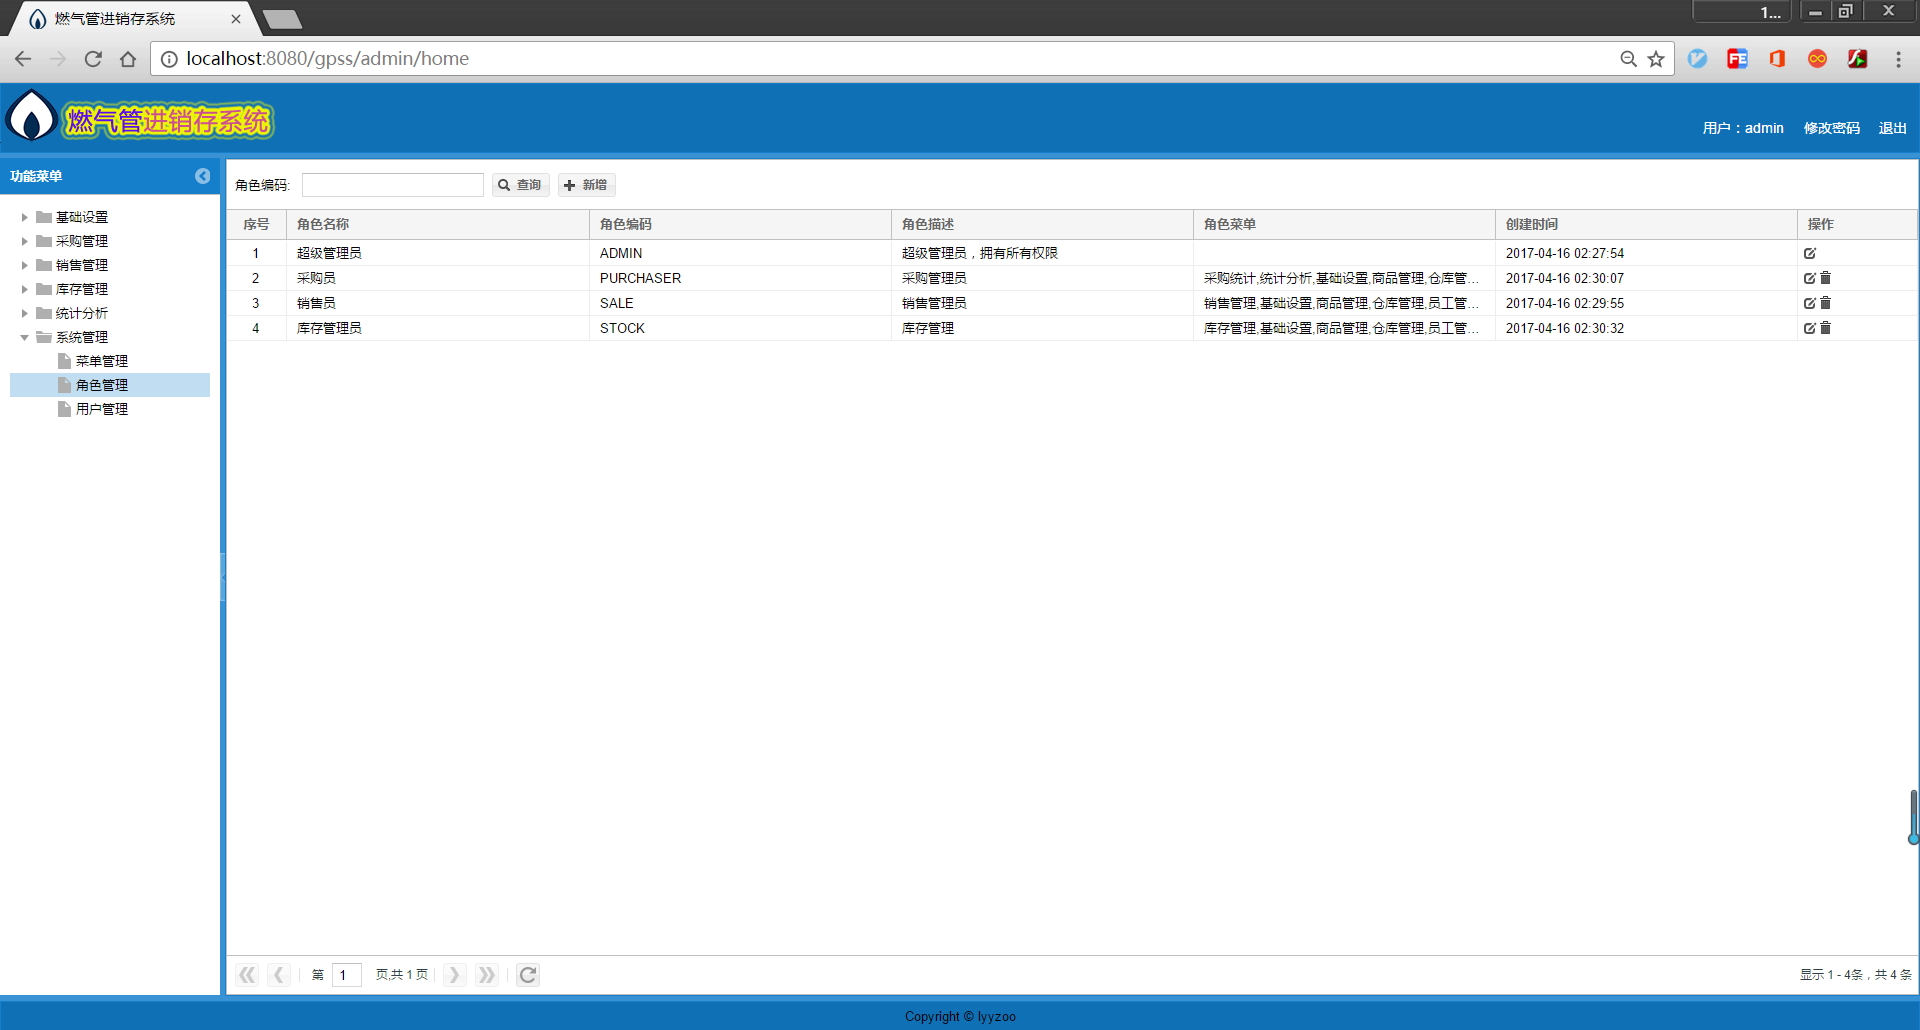 燃气管进销存系统
1...
localhost:8080/gpss/admin/home
燃气管进销存系统
用户：admin 修改密码 退出
功能菜单
基础设置
采购管理
销售管理
库存管理
统计分析
系统管理
菜单管理
角色管理
用户管理
角色编码: 查询 新增
序号 角色名称 角色编码 角色描述 角色菜单 创建时间 操作
1 超级管理员 ADMIN 超级管理员，拥有所有权限 2017-04-16 02:27:54
2 采购员 PURCHASER 采购管理员 采购统计,统计分析,基础设置,商品管理,仓库管... 2017-04-16 02:30:07
3 销售员 SALE 销售管理员 销售管理,基础设置,商品管理,仓库管理,员工管... 2017-04-16 02:29:55
4 库存管理员 STOCK 库存管理 库存管理,基础设置,商品管理,仓库管理,员工管... 2017-04-16 02:30:32
第 1 页,共 1 页
显示 1 - 4条，共 4 条
Copyright © lyyzoo